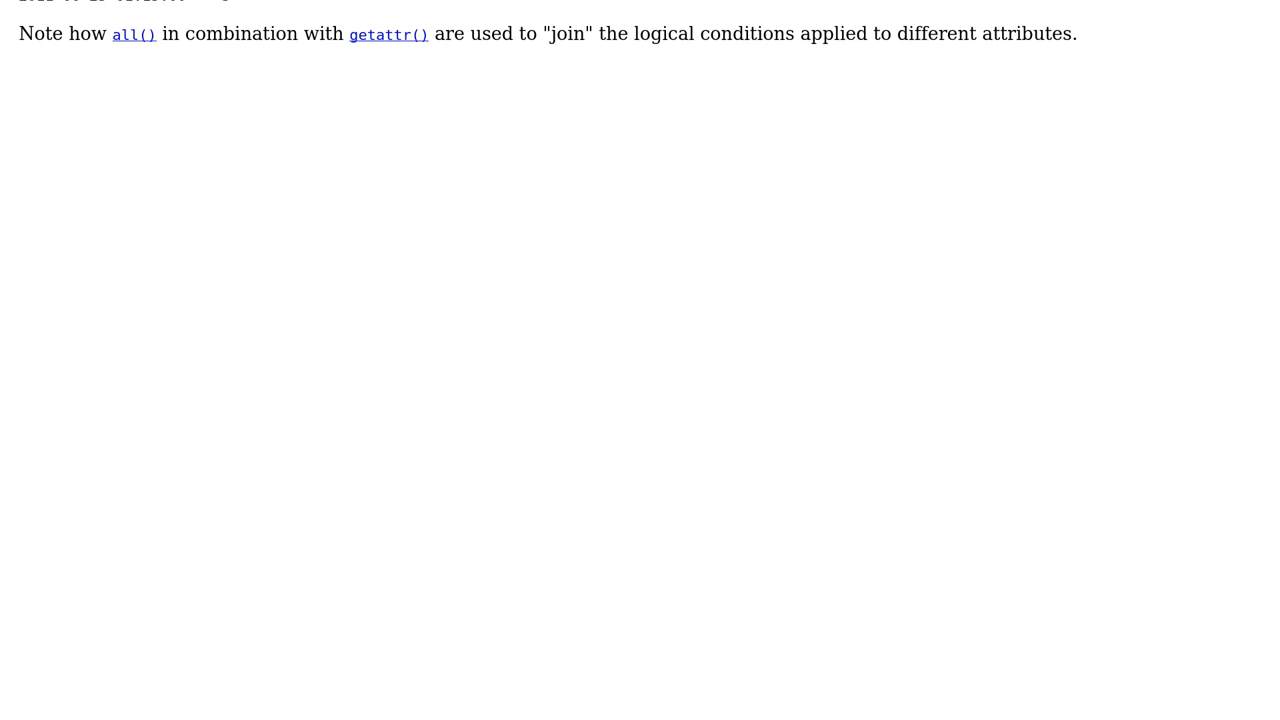 Note how all() in combination with getattr() are used to "join" the logical conditions applied to different attributes.